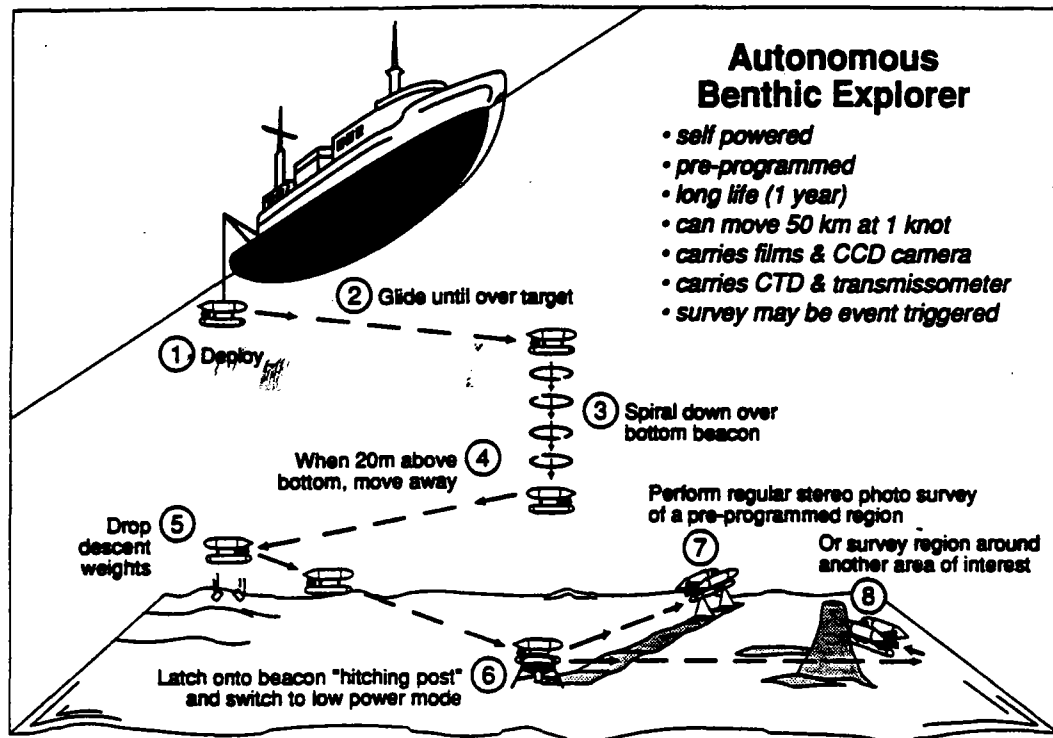 Autonomous
Benthic Explorer
• self powered
• pre-programmed
• long life (1 year)
• can move 50 km at 1 knot
• carries films & CCD camera
• carries CTD & transmissometer
• survey may be event triggered
1 Deploy
2 Glide until over target
3 Spiral down over
bottom beacon
When 20m above 4
bottom, move away
Drop 5
descent
weights
Latch onto beacon "hitching post" 6
and switch to low power mode
Perform regular stereo photo survey
of a pre-programmed region
7
Or survey region around
another area of interest
8